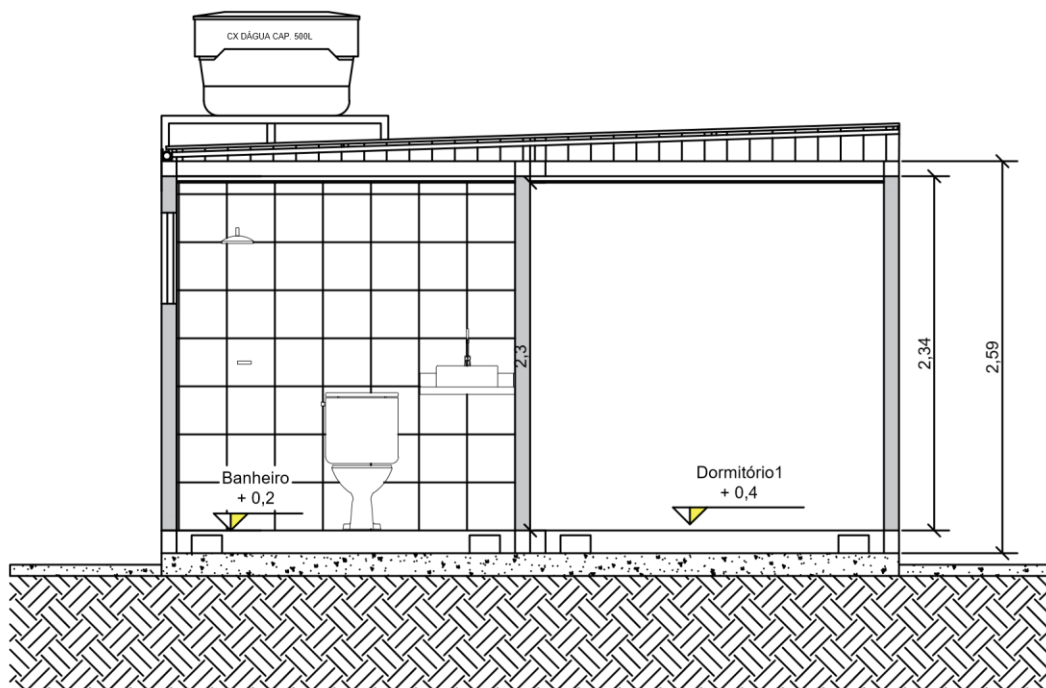 CX DÁGUA CAP. 500L
2,3
2,34
2,59
Banheiro
+ 0,2
Dormitório1
+ 0,4